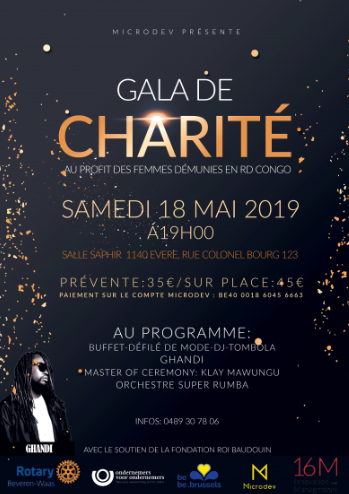 MICRODEV PRÉSENTE
GALA DE
CHARITÉ
AU PROFIT DES FEMMES DÉMUNIES EN RD CONGO
SAMEDI 18 MAI 2019
Á19H00
SALLE SAPHIR 1140 EVERE, RUE COLONEL BOURG 123
PRÉVENTE:35€/SUR PLACE:45€
PAIEMENT SUR LE COMPTE MICRODEV : BE40 0018 6045 6663
AU PROGRAMME:
BUFFET-DÉFILÉ DE MODE-DJ-TOMBOLA
GHANDI
MASTER OF CEREMONY: KLAY MAWUNGU
ORCHESTRE SUPER RUMBA
INFOS: 0489 30 78 06
GHANDI
AVEC LE SOUTIEN DE LA FONDATION ROI BAUDOUIN
Rotary
Beveren-Waas
ondernemers
voor ondernemers
be
be.brussels
Microdev
16M